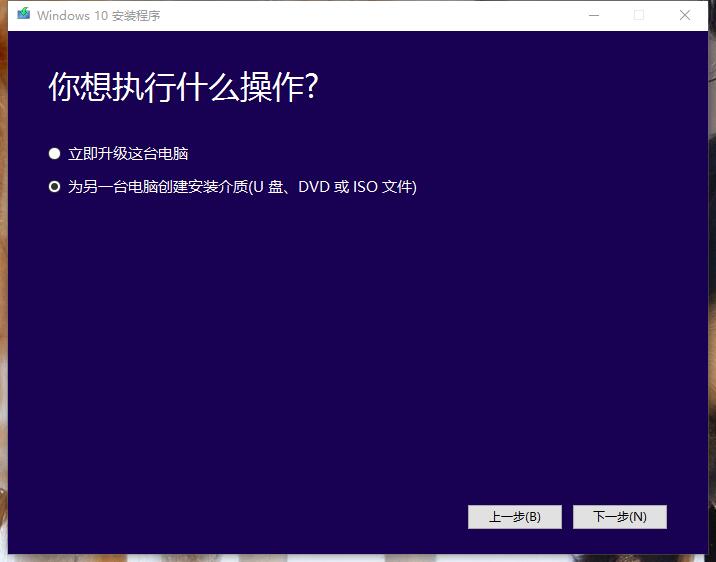 Windows 10 安装程序
你想执行什么操作?
立即升级这台电脑
为另一台电脑创建安装介质(U 盘、DVD 或 ISO 文件)
上一步(B)
下一步(N)